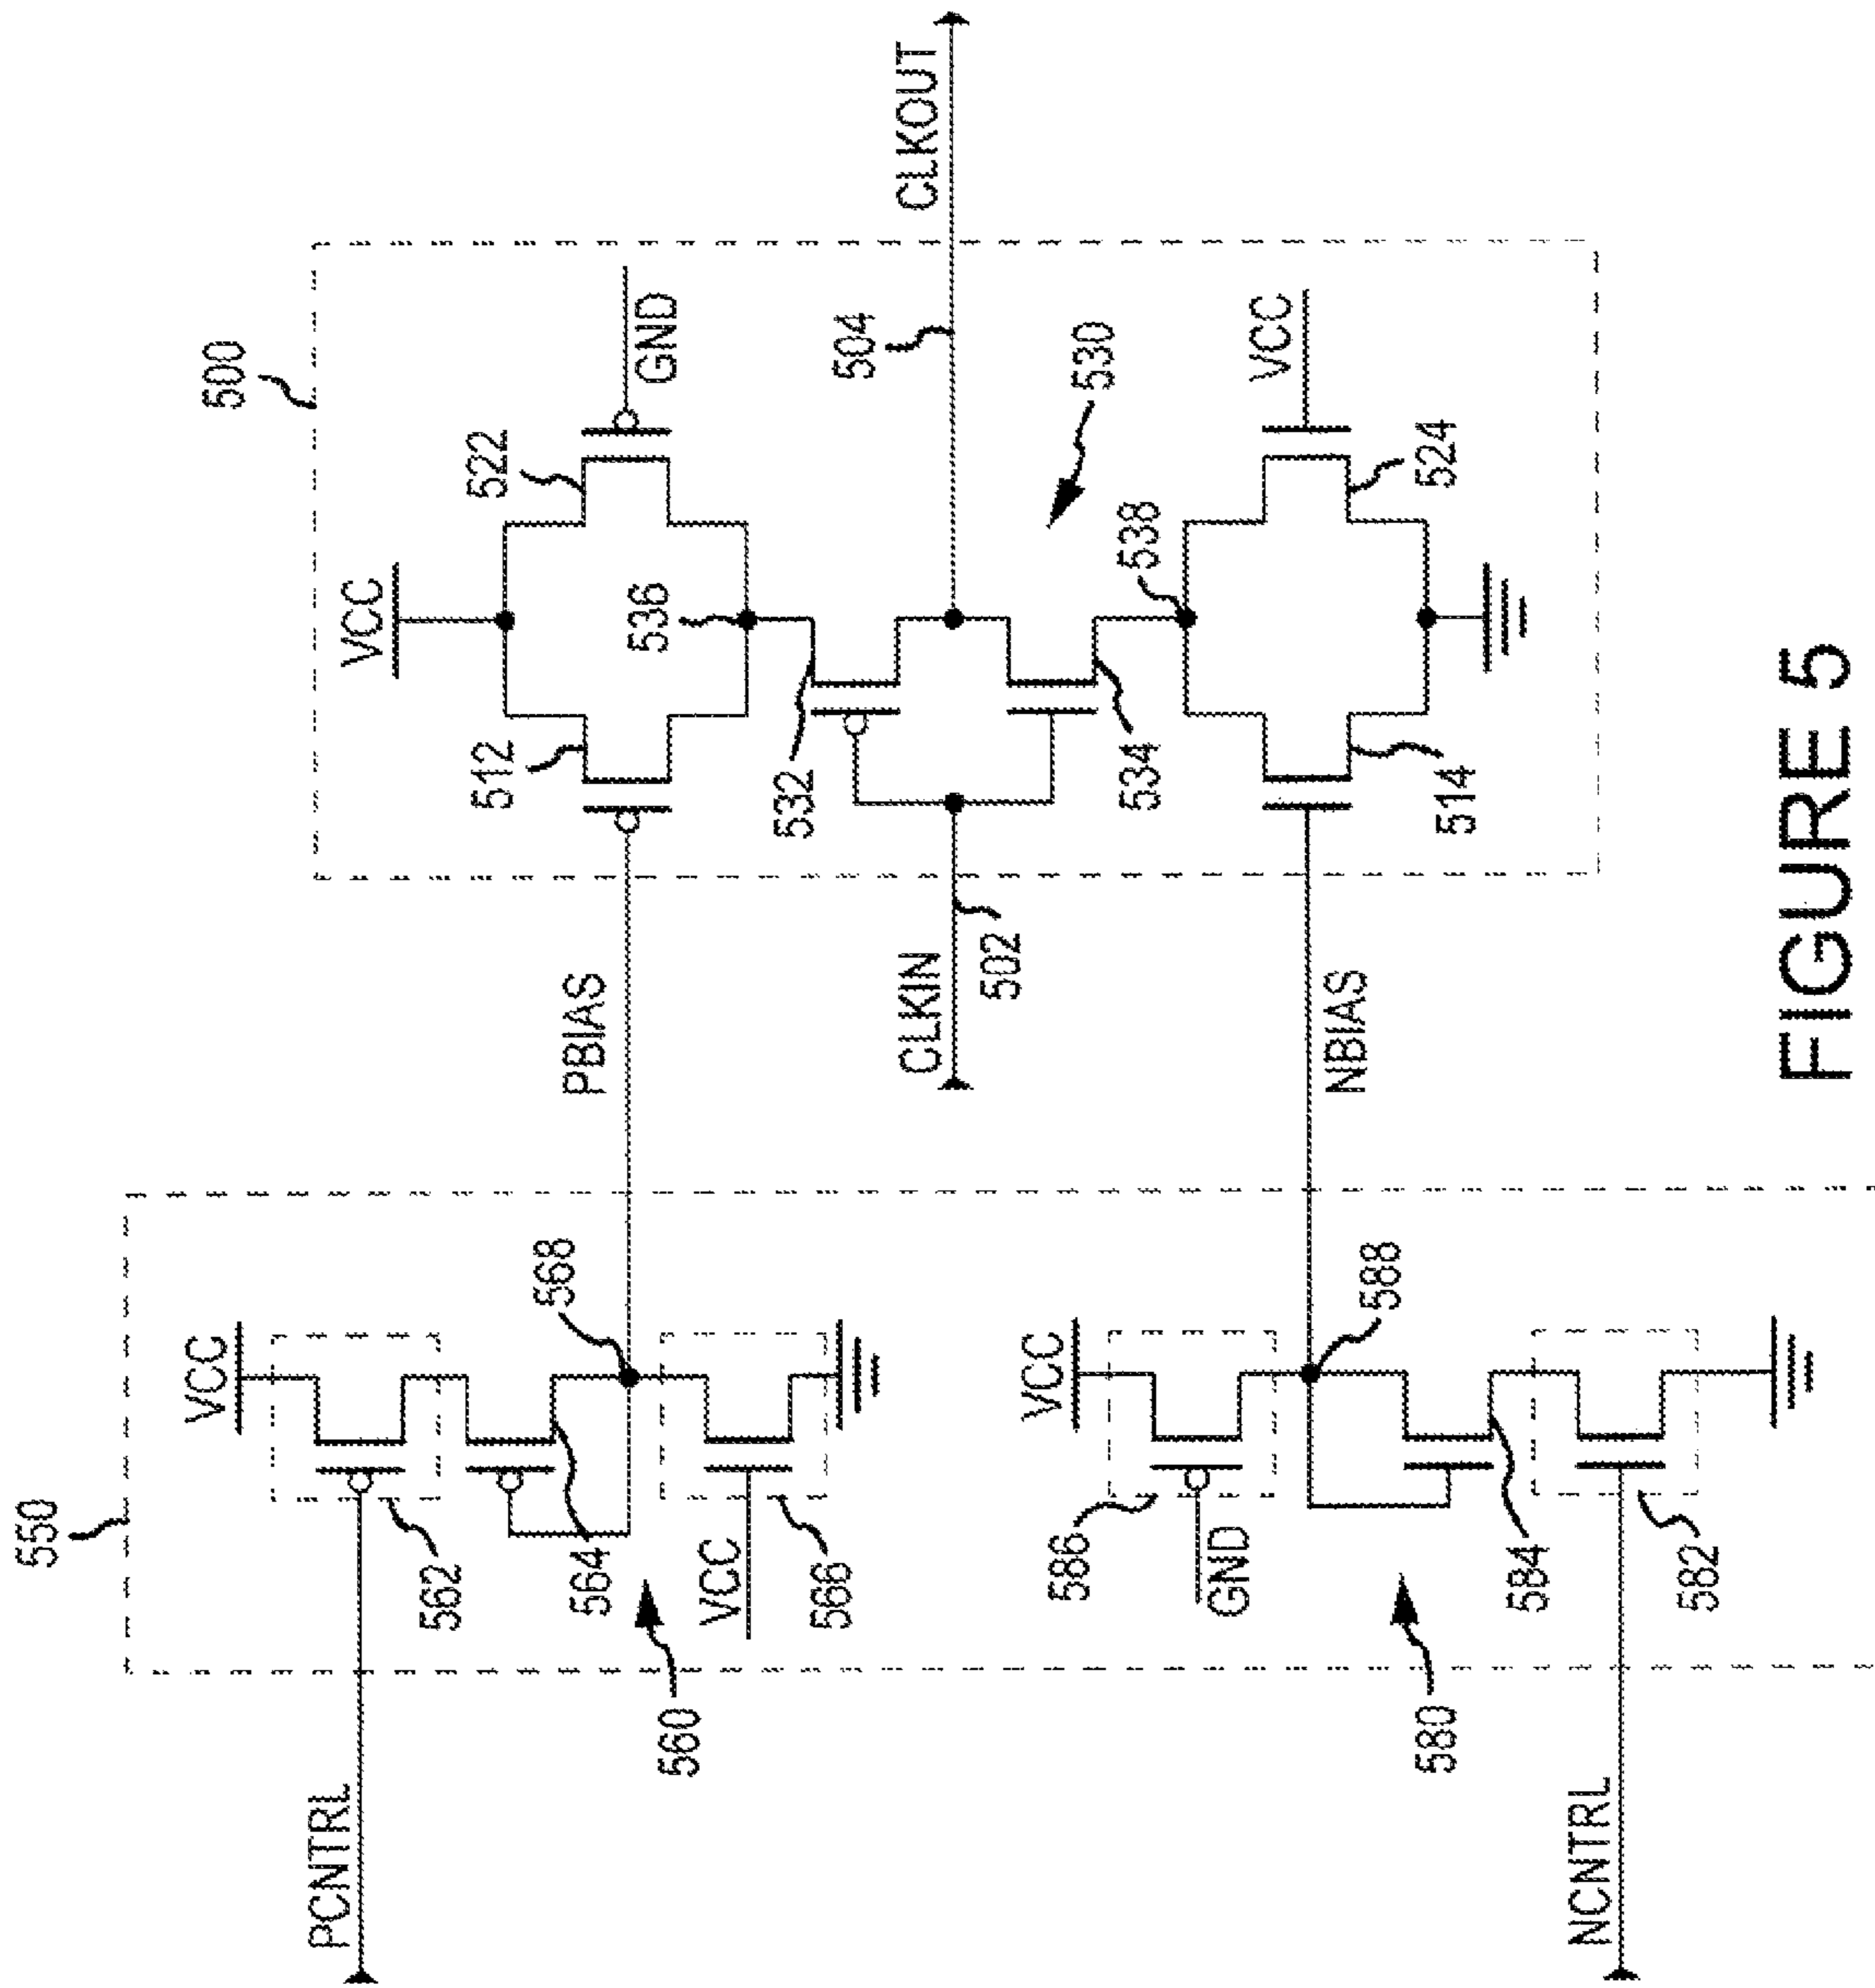 550
500
VCC
VCC
PCNTRL
562
564
560
568
VCC
566
PBIAS
512
522
GND
536
532
CLKIN
502
504
CLKOUT
530
534
538
VCC
586
GND
588
NBIAS
514
524
VCC
580
584
582
NCNTRL
FIGURE 5